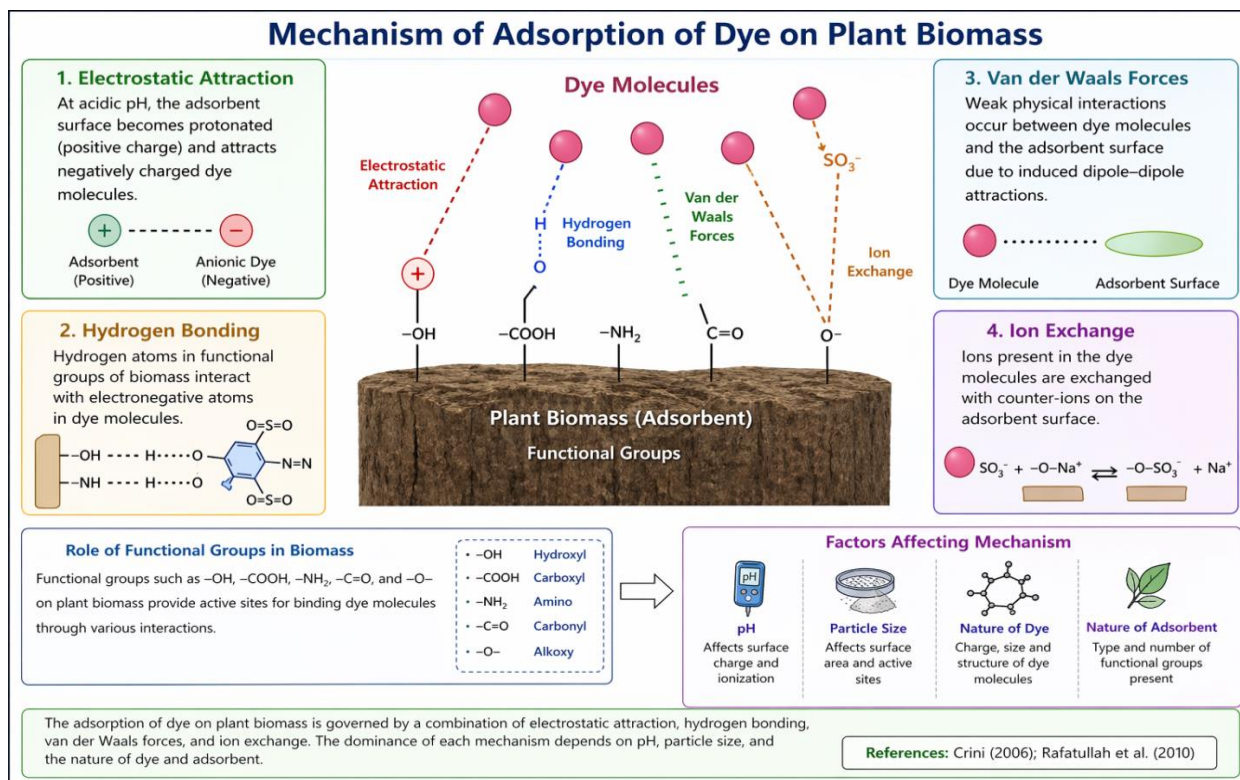 Mechanism of Adsorption of Dye on Plant Biomass
1. Electrostatic Attraction
At acidic pH, the adsorbent
surface becomes protonated
(positive charge) and attracts
negatively charged dye
molecules.
+ −
Adsorbent
(Positive)
Anionic Dye
(Negative)
2. Hydrogen Bonding
Hydrogen atoms in functional
groups of biomass interact
with electronegative atoms
in dye molecules.
O=S=O
–OH ---- H ····· O
N=N
–NH ---- H ····· O
O=S=O
Dye Molecules
Electrostatic
Attraction
H
O
Hydrogen
Bonding
Van der
Waals
Forces
SO₃⁻
Ion
Exchange
+
–OH
–COOH
–NH₂
C=O
O⁻
Plant Biomass (Adsorbent)
Functional Groups
3. Van der Waals Forces
Weak physical interactions
occur between dye molecules
and the adsorbent surface
due to induced dipole–dipole
attractions.
Dye Molecule
Adsorbent Surface
4. Ion Exchange
Ions present in the dye
molecules are exchanged
with counter-ions on the
adsorbent surface.
SO₃⁻ + –O–Na⁺ ⇌ –O–SO₃⁻ + Na⁺
Role of Functional Groups in Biomass
Functional groups such as –OH, –COOH, –NH₂, –C=O, and –O–
on plant biomass provide active sites for binding dye molecules
through various interactions.
• –OH Hydroxyl
• –COOH Carboxyl
• –NH₂ Amino
• –C=O Carbonyl
• –O– Alkoxy
Factors Affecting Mechanism
pH
pH
Affects surface
charge and
ionization
Particle Size
Affects surface
area and active
sites
Nature of Dye
Charge, size and
structure of dye
molecules
Nature of Adsorbent
Type and number of
functional groups
present
The adsorption of dye on plant biomass is governed by a combination of electrostatic attraction, hydrogen bonding,
van der Waals forces, and ion exchange. The dominance of each mechanism depends on pH, particle size, and
the nature of dye and adsorbent.
References: Crini (2006); Rafatullah et al. (2010)